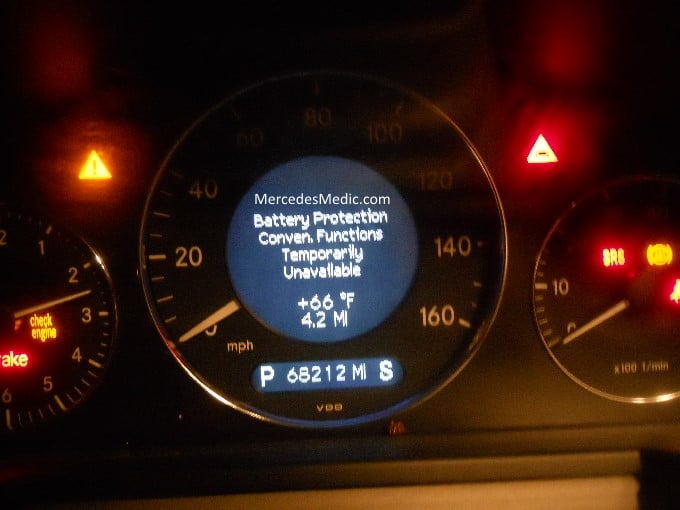 60
80
100
40
MercedesMedic.com
120
Battery Protection
Conven. Functions
Temporarily
Unavailable
20
140
+66 °F
4.2 MI
160
mph
P 68212 MI S
VDO
1
2
3
4
5
6
check
engine
10
SRS
x100 1/min